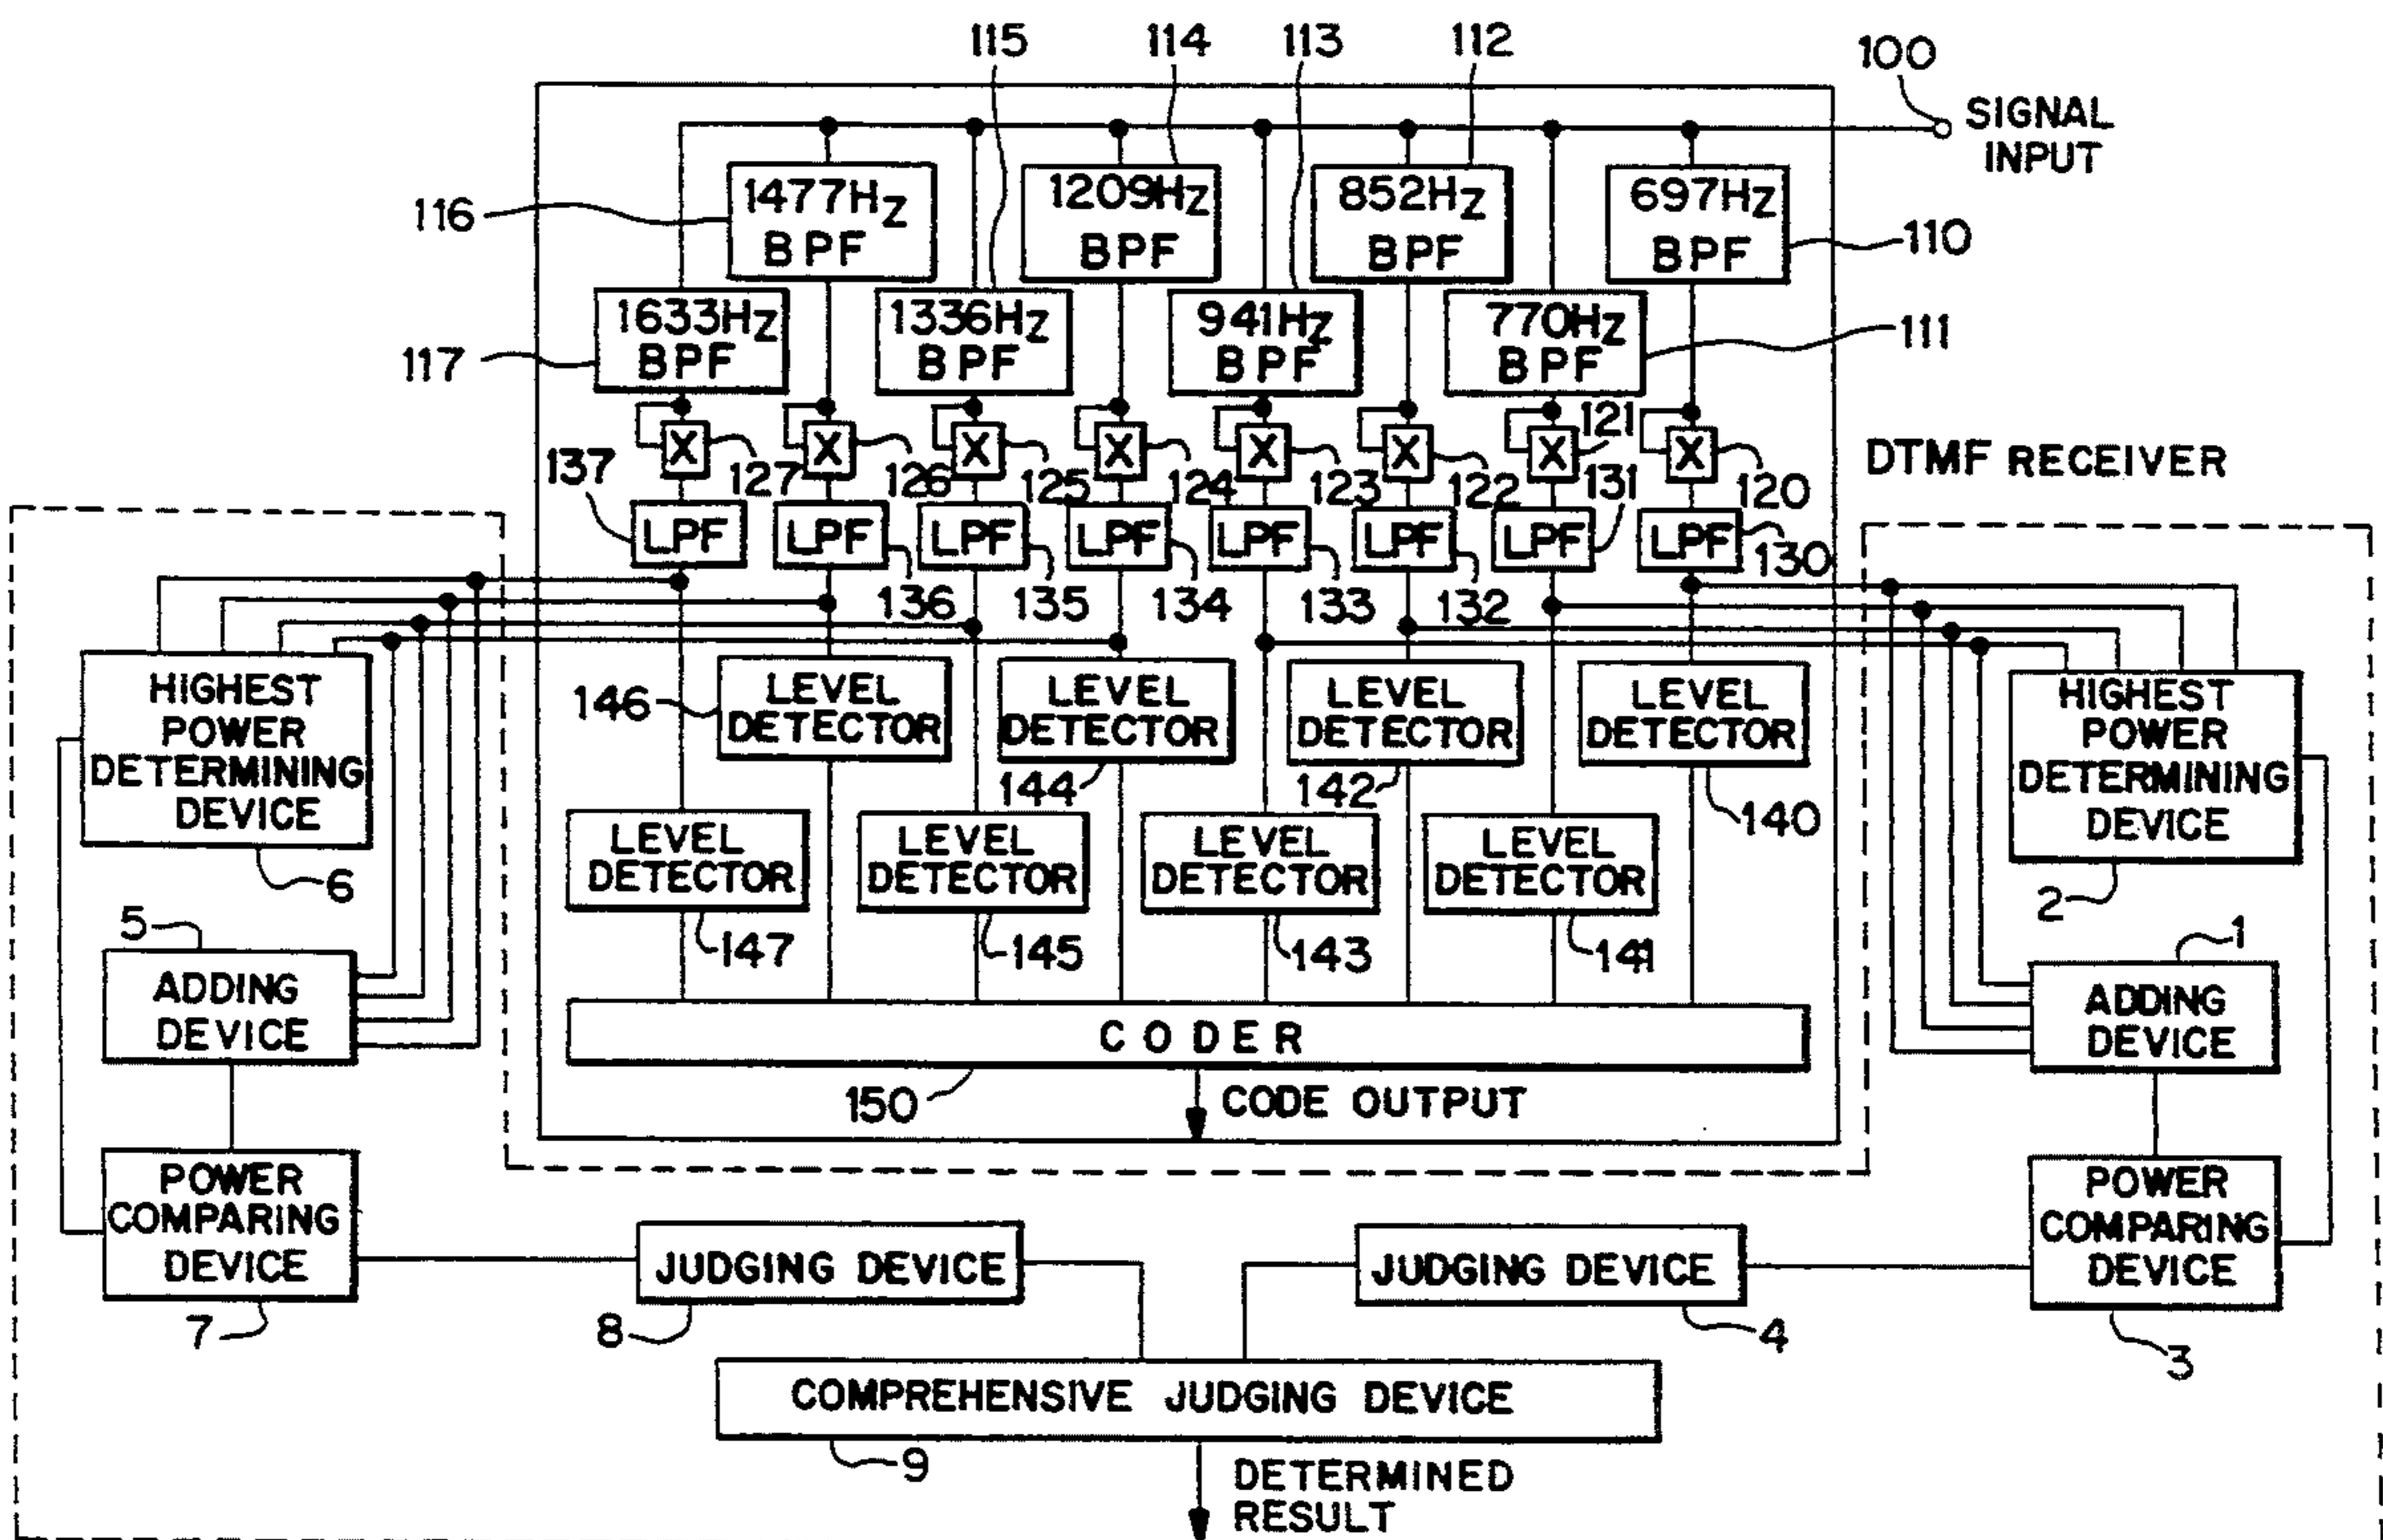 115 114 113 112 100
SIGNAL
INPUT
116 1477Hz
BPF
1209Hz
BPF
852Hz
BPF
697Hz
BPF
110
117 1633Hz
BPF
1336Hz
BPF
941Hz
BPF
770Hz
BPF
111
X X X X X X X X
127 126 125 124 123 122 121 120
DTMF RECEIVER
137 LPF LPF LPF LPF LPF LPF LPF LPF
136 135 134 133 132 131 130
HIGHEST
POWER
DETERMINING
DEVICE
6
146 LEVEL
DETECTOR
LEVEL
DETECTOR
144
LEVEL
DETECTOR
142
LEVEL
DETECTOR
140
HIGHEST
POWER
DETERMINING
DEVICE
2
LEVEL
DETECTOR
147
LEVEL
DETECTOR
145
LEVEL
DETECTOR
143
LEVEL
DETECTOR
141
5
ADDING
DEVICE
1
ADDING
DEVICE
CODER
150
CODE OUTPUT
POWER
COMPARING
DEVICE
7
JUDGING DEVICE
8
JUDGING DEVICE
4
POWER
COMPARING
DEVICE
3
COMPREHENSIVE JUDGING DEVICE
9
DETERMINED
RESULT